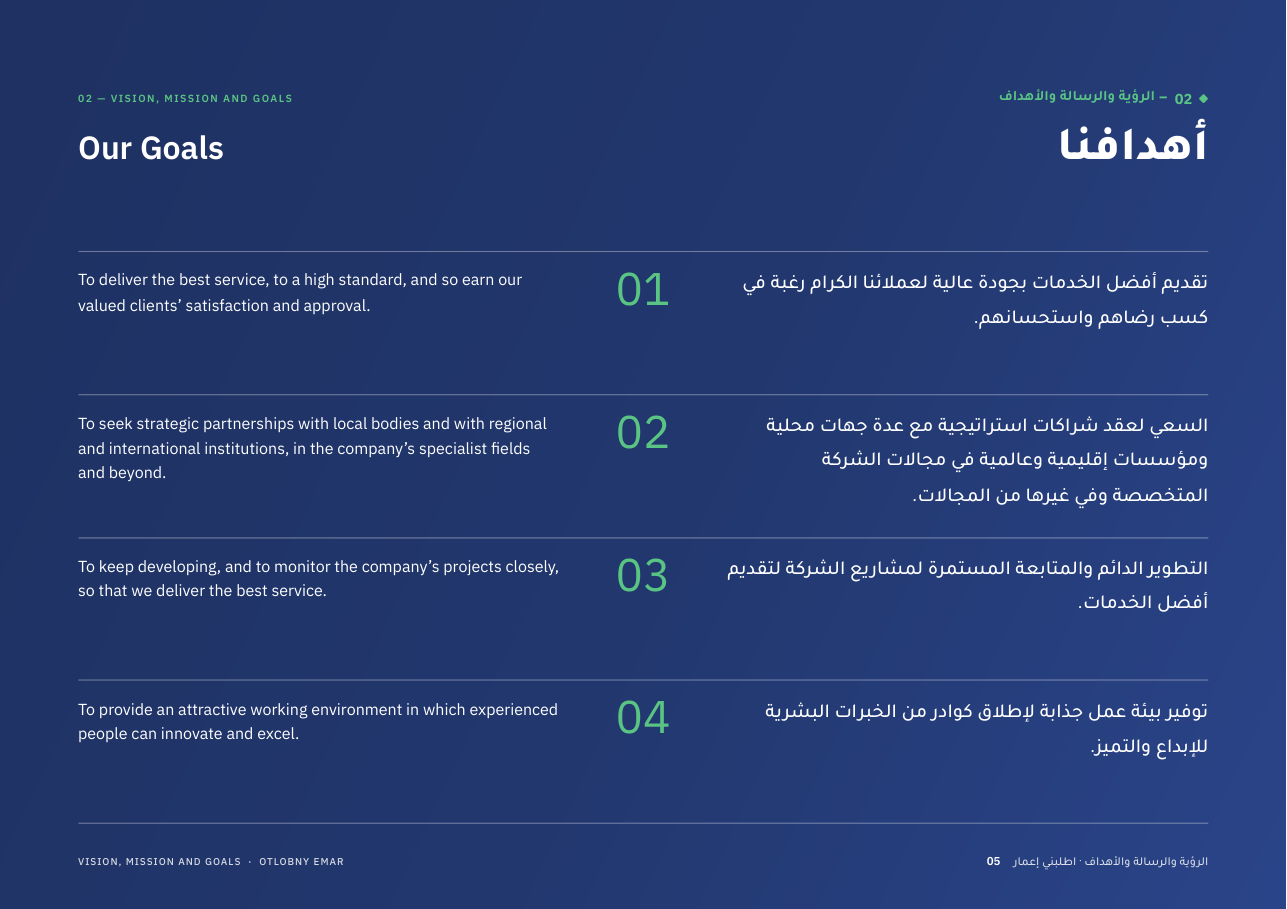 02 — VISION, MISSION AND GOALS
◆ 02 – الرؤية والرسالة والأهداف
Our Goals
أهدافنا
To deliver the best service, to a high standard, and so earn our
valued clients’ satisfaction and approval.
01
تقديم أفضل الخدمات بجودة عالية لعملائنا الكرام رغبة في
كسب رضاهم واستحسانهم.
To seek strategic partnerships with local bodies and with regional
and international institutions, in the company’s specialist fields
and beyond.
02
السعي لعقد شراكات استراتيجية مع عدة جهات محلية
ومؤسسات إقليمية وعالمية في مجالات الشركة
المتخصصة وفي غيرها من المجالات.
To keep developing, and to monitor the company’s projects closely,
so that we deliver the best service.
03
التطوير الدائم والمتابعة المستمرة لمشاريع الشركة لتقديم
أفضل الخدمات.
To provide an attractive working environment in which experienced
people can innovate and excel.
04
توفير بيئة عمل جذابة لإطلاق كوادر من الخبرات البشرية
للإبداع والتميز.
VISION, MISSION AND GOALS · OTLOBNY EMAR
الرؤية والرسالة والأهداف · اطلبني إعمار 05